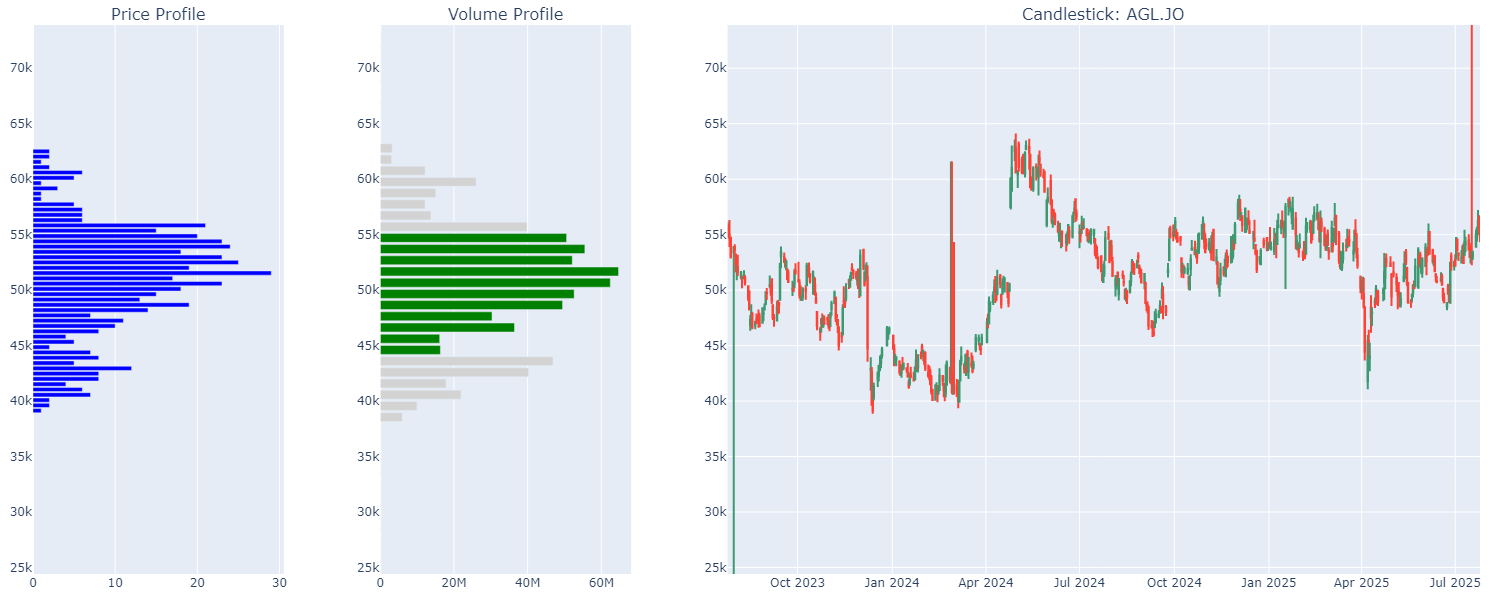 Price Profile
Volume Profile
Candlestick: AGL.JO
70k
65k
60k
55k
50k
45k
40k
35k
30k
25k
0
10
20
30
70k
65k
60k
55k
50k
45k
40k
35k
30k
25k
0
20M
40M
60M
70k
65k
60k
55k
50k
45k
40k
35k
30k
25k
Oct 2023
Jan 2024
Apr 2024
Jul 2024
Oct 2024
Jan 2025
Apr 2025
Jul 2025